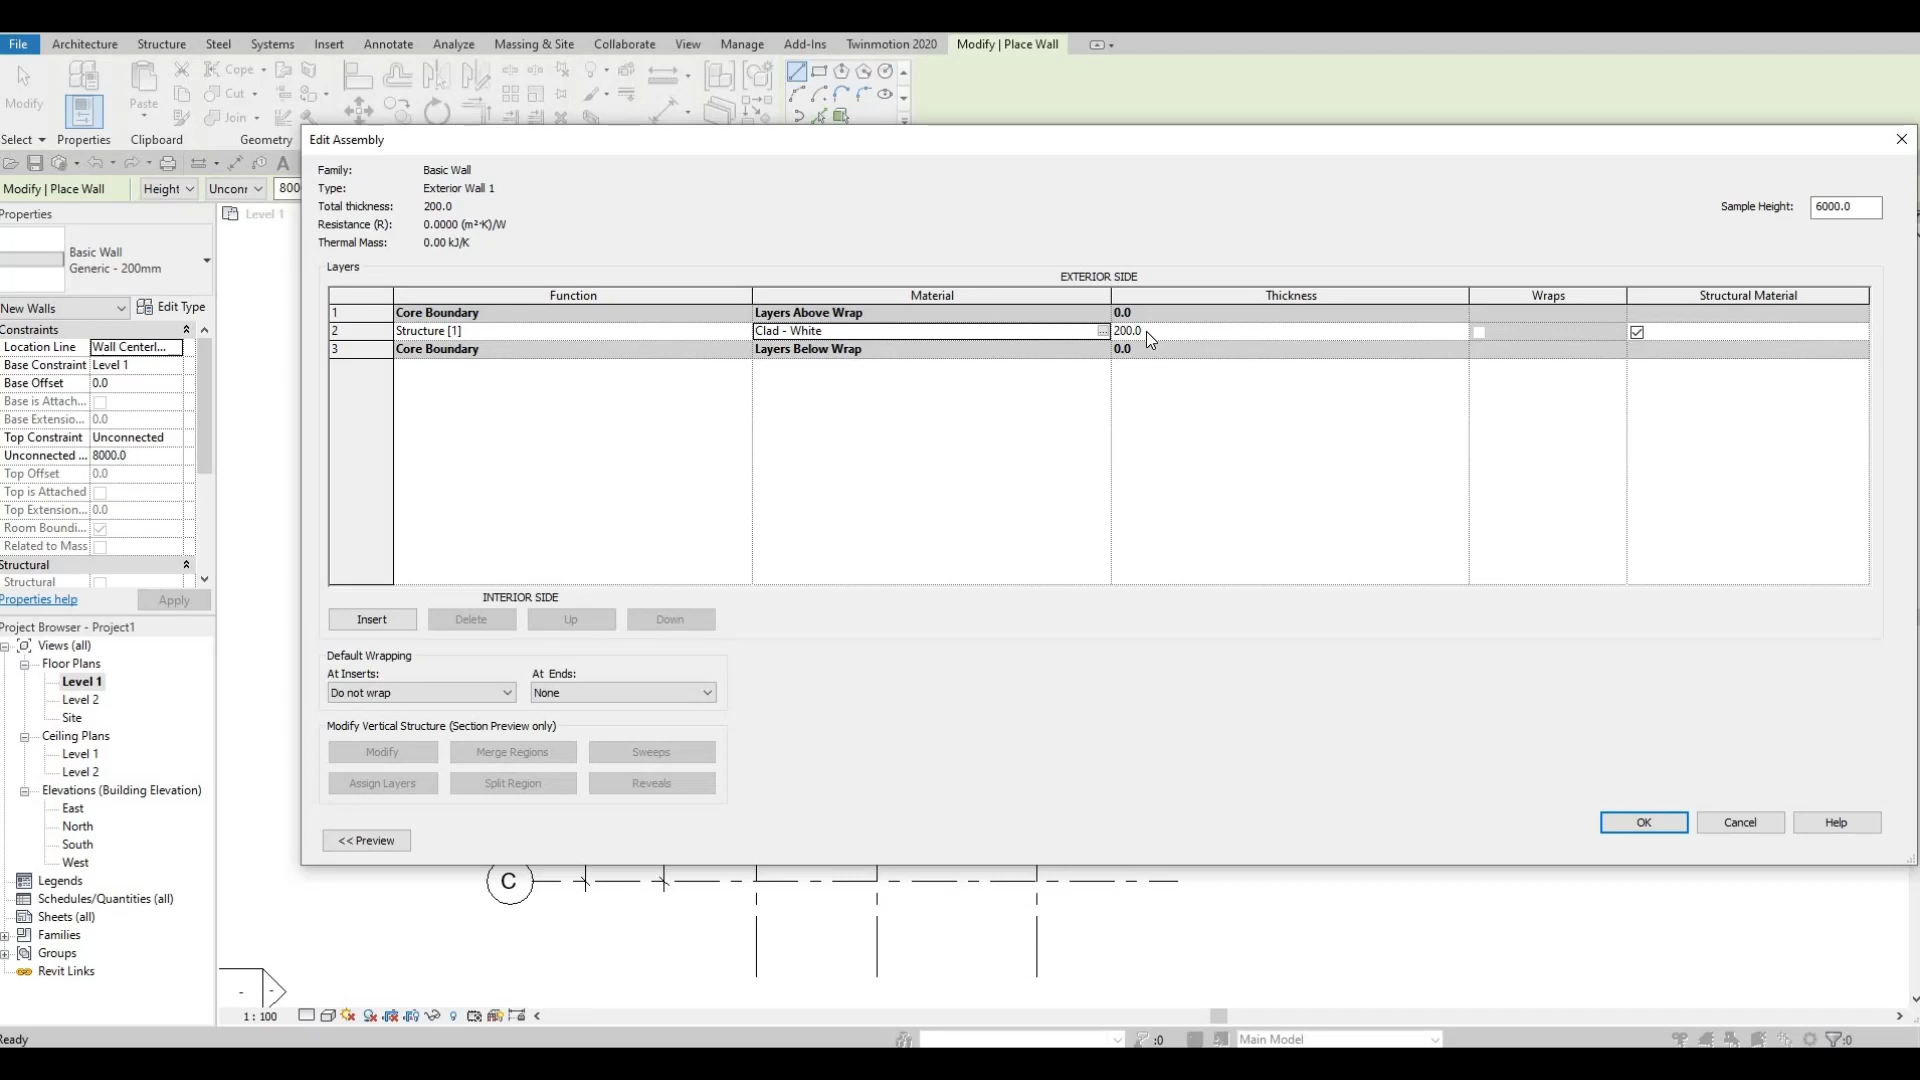 File Architecture Structure Steel Systems Insert Annotate Analyze Massing & Site Collaborate View Manage Add-Ins Twinmotion 2020 Modify | Place Wall
Modify Paste Cope Cut Join
Select Properties Clipboard Geometry
A
Modify | Place Wall Height Unconr 800
Properties
Level 1
Basic Wall
Generic - 200mm
New Walls Edit Type
Constraints
Location Line Wall Centerl...
Base Constraint Level 1
Base Offset 0.0
Base is Attach...
Base Extensio... 0.0
Top Constraint Unconnected
Unconnected ... 8000.0
Top Offset 0.0
Top is Attached
Top Extension... 0.0
Room Boundi...
Related to Mass
Structural
Structural
Properties help Apply
Project Browser - Project1
Views (all)
Floor Plans
Level 1
Level 2
Site
Ceiling Plans
Level 1
Level 2
Elevations (Building Elevation)
East
North
South
West
Legends
Schedules/Quantities (all)
Sheets (all)
Families
Groups
Revit Links
Edit Assembly
Family: Basic Wall
Type: Exterior Wall 1
Total thickness: 200.0
Resistance (R): 0.0000 (m²·K)/W
Thermal Mass: 0.00 kJ/K
Sample Height: 6000.0
Layers
EXTERIOR SIDE
Function Material Thickness Wraps Structural Material
1 Core Boundary Layers Above Wrap 0.0
2 Structure [1] Clad - White ... 200.0
3 Core Boundary Layers Below Wrap 0.0
INTERIOR SIDE
Insert Delete Up Down
Default Wrapping
At Inserts: At Ends:
Do not wrap None
Modify Vertical Structure (Section Preview only)
Modify Merge Regions Sweeps
Assign Layers Split Region Reveals
<< Preview OK Cancel Help
C
- -
1 : 100
Ready :0 Main Model :0